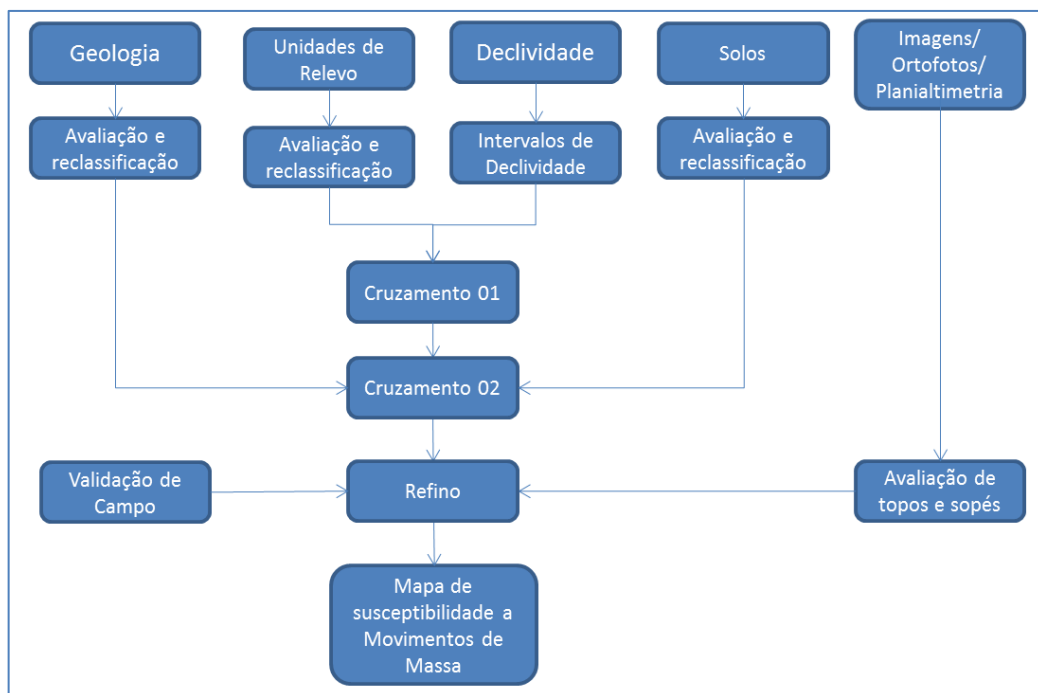 Geologia
Unidades de
Relevo
Declividade
Solos
Imagens/
Ortofotos/
Planialtimetria
Avaliação e
reclassificação
Avaliação e
reclassificação
Intervalos de
Declividade
Avaliação e
reclassificação
Cruzamento 01
Cruzamento 02
Validação de
Campo
Refino
Avaliação de
topos e sopés
Mapa de
susceptibilidade a
Movimentos de
Massa